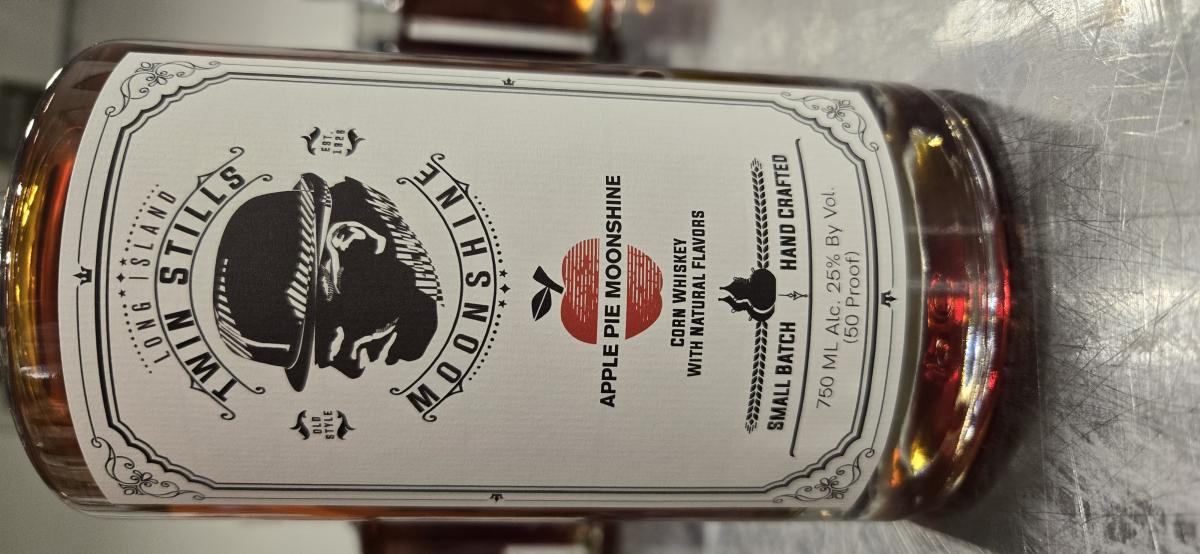 LONG ISLAND
TWIN STILLS
OLD STYLE
EST. 1926
MOONSHINE
APPLE PIE MOONSHINE
CORN WHISKEY
WITH NATURAL FLAVORS
SMALL BATCH HAND CRAFTED
750 ML Alc. 25% By Vol.
(50 Proof)